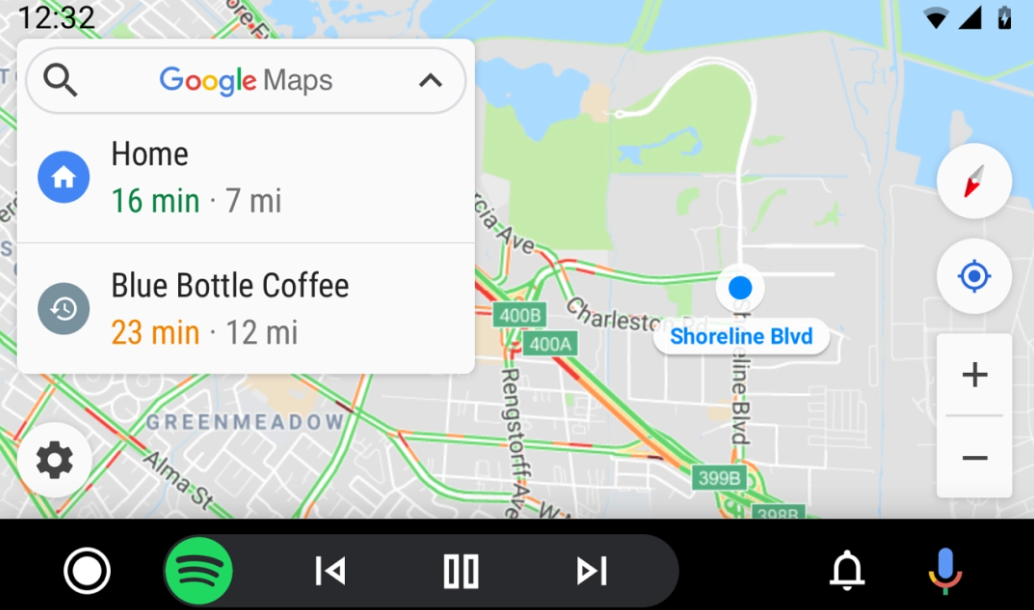 12:32
Google Maps
Home
16 min · 7 mi
Blue Bottle Coffee
23 min · 12 mi
400B
400A
Charleston Rd
Shoreline Blvd
Shoreline Blvd
Rengstorff Ave
GREENMEADOW
Alma St
399B
398B